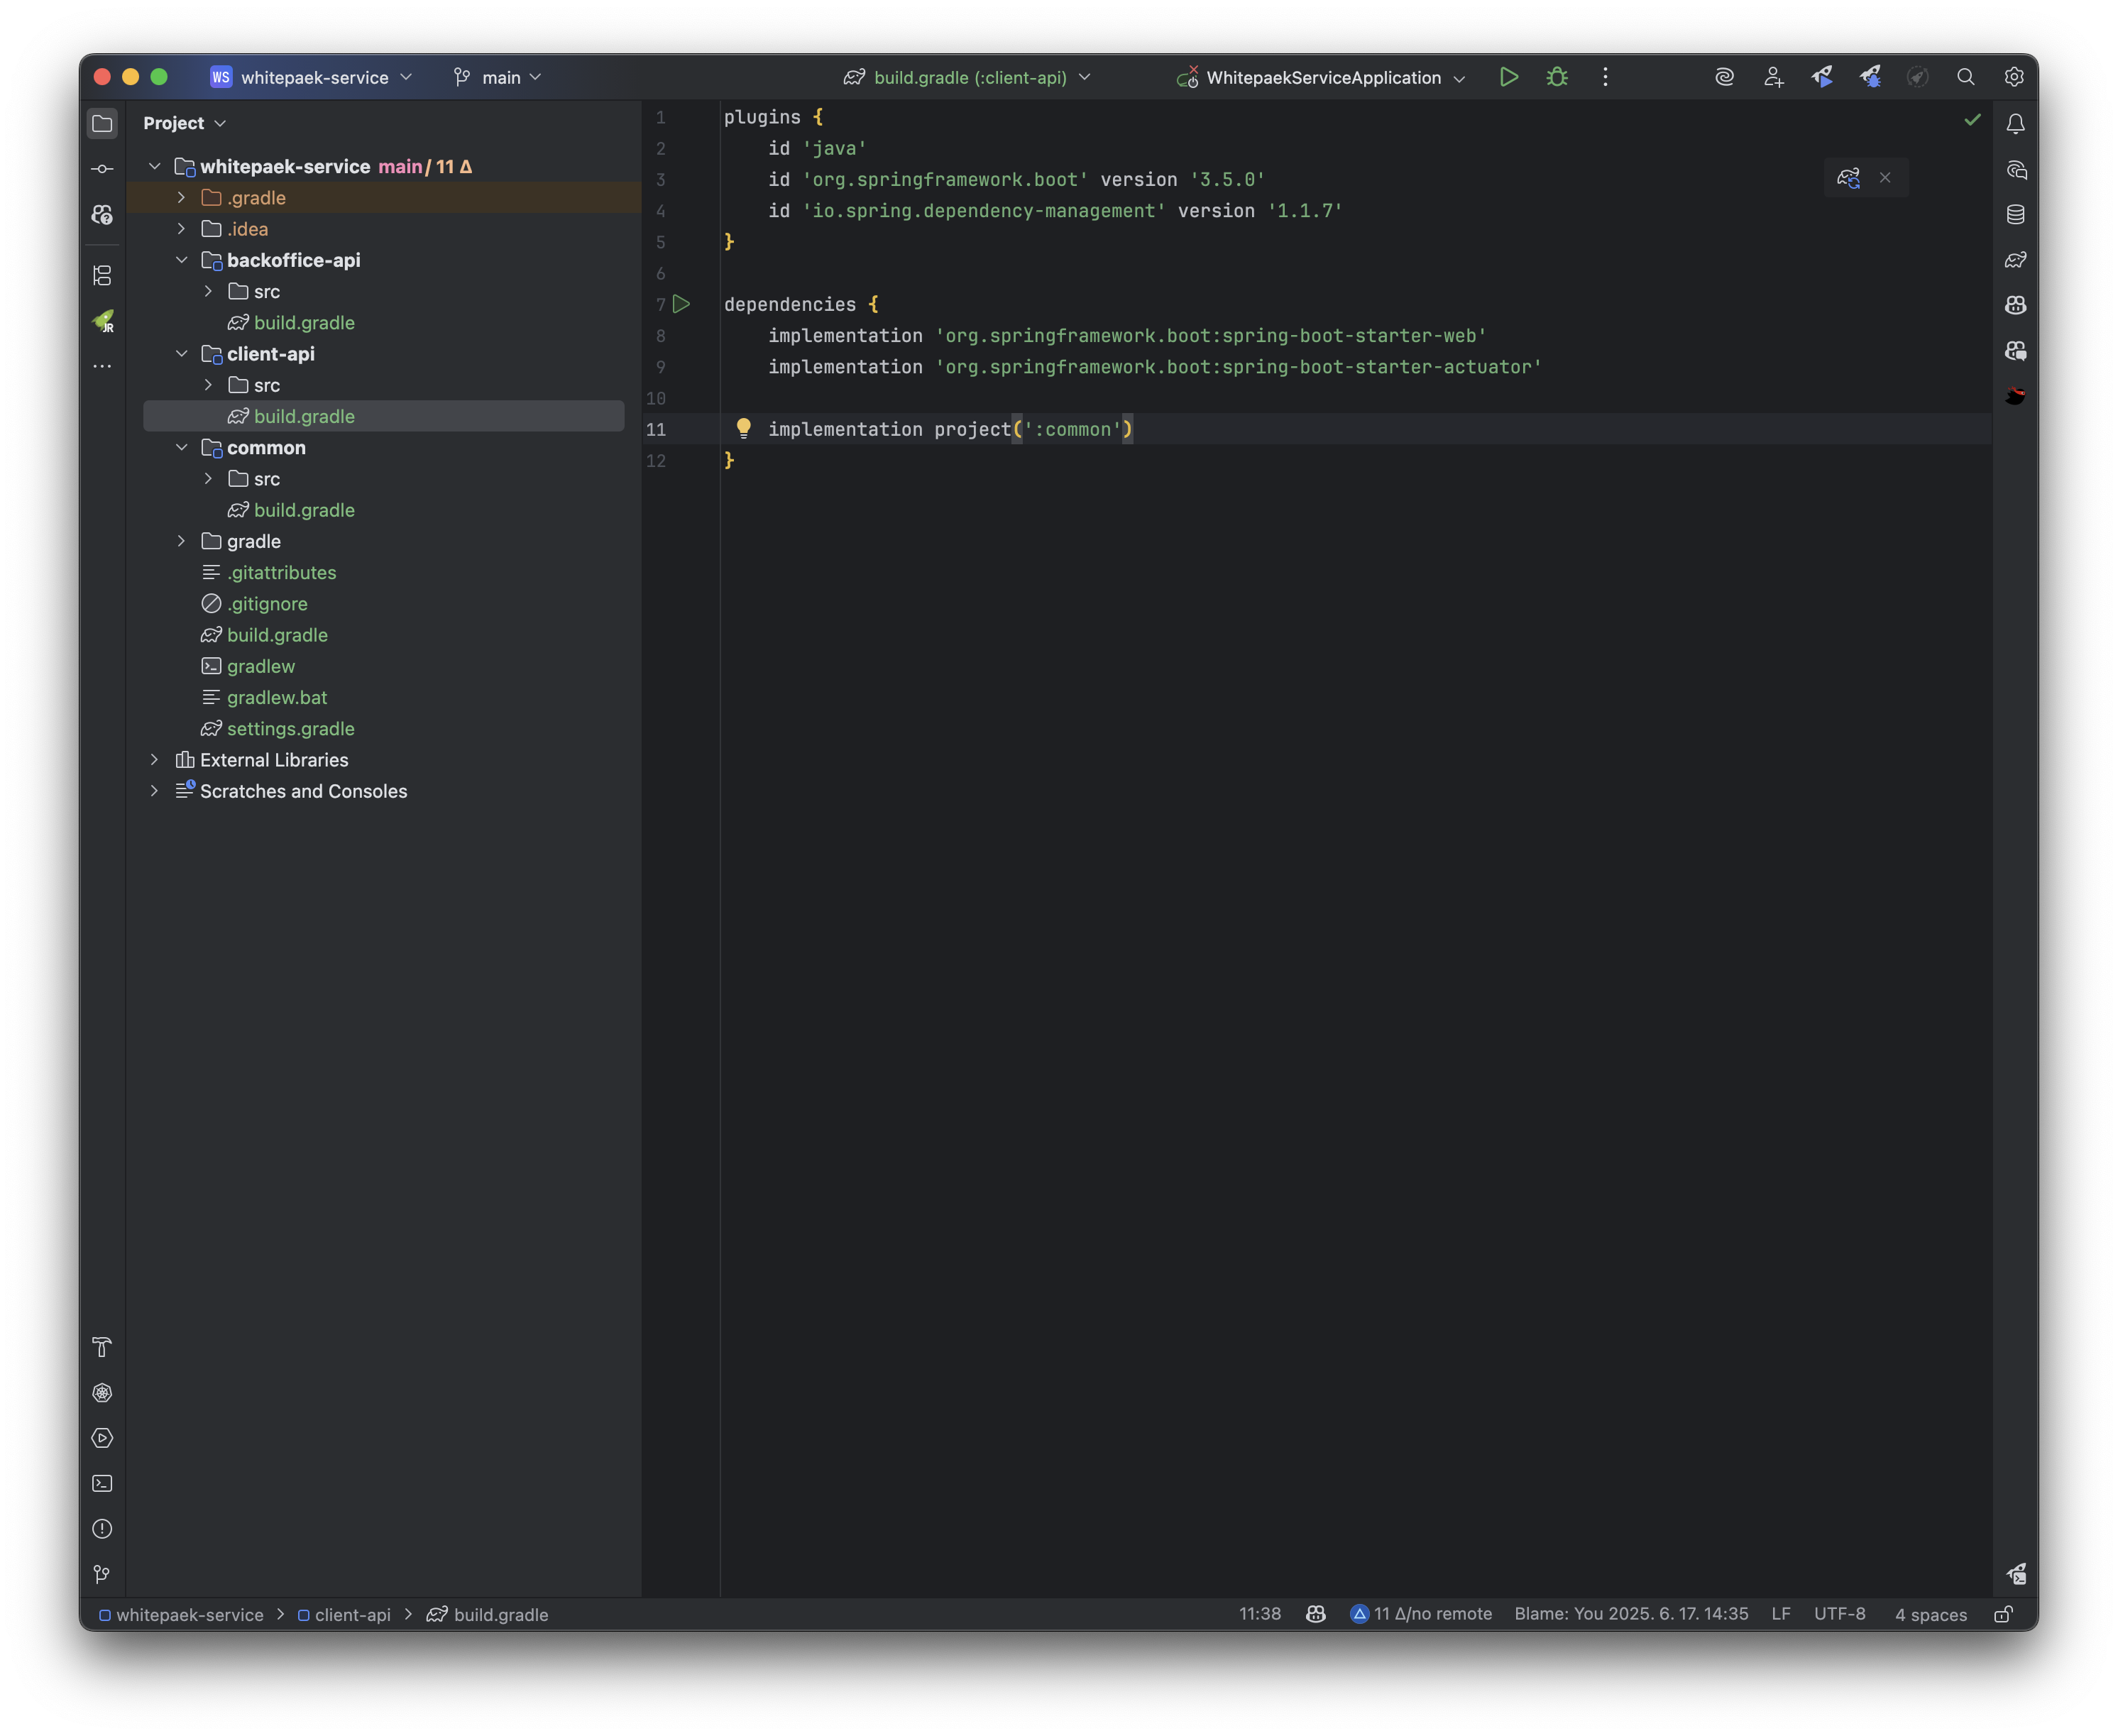 WS whitepaek-service
main
build.gradle (:client-api)
WhitepaekServiceApplication
Project
whitepaek-service main / 11 Δ
.gradle
.idea
backoffice-api
src
build.gradle
client-api
src
build.gradle
common
src
build.gradle
gradle
.gitattributes
.gitignore
build.gradle
gradlew
gradlew.bat
settings.gradle
External Libraries
Scratches and Consoles
JR
1 plugins {
2     id 'java'
3     id 'org.springframework.boot' version '3.5.0'
4     id 'io.spring.dependency-management' version '1.1.7'
5 }
6
7 dependencies {
8     implementation 'org.springframework.boot:spring-boot-starter-web'
9     implementation 'org.springframework.boot:spring-boot-starter-actuator'
10
11     implementation project(':common')
12 }
whitepaek-service > client-api > build.gradle
11:38
11 Δ/no remote
Blame: You 2025. 6. 17. 14:35
LF
UTF-8
4 spaces